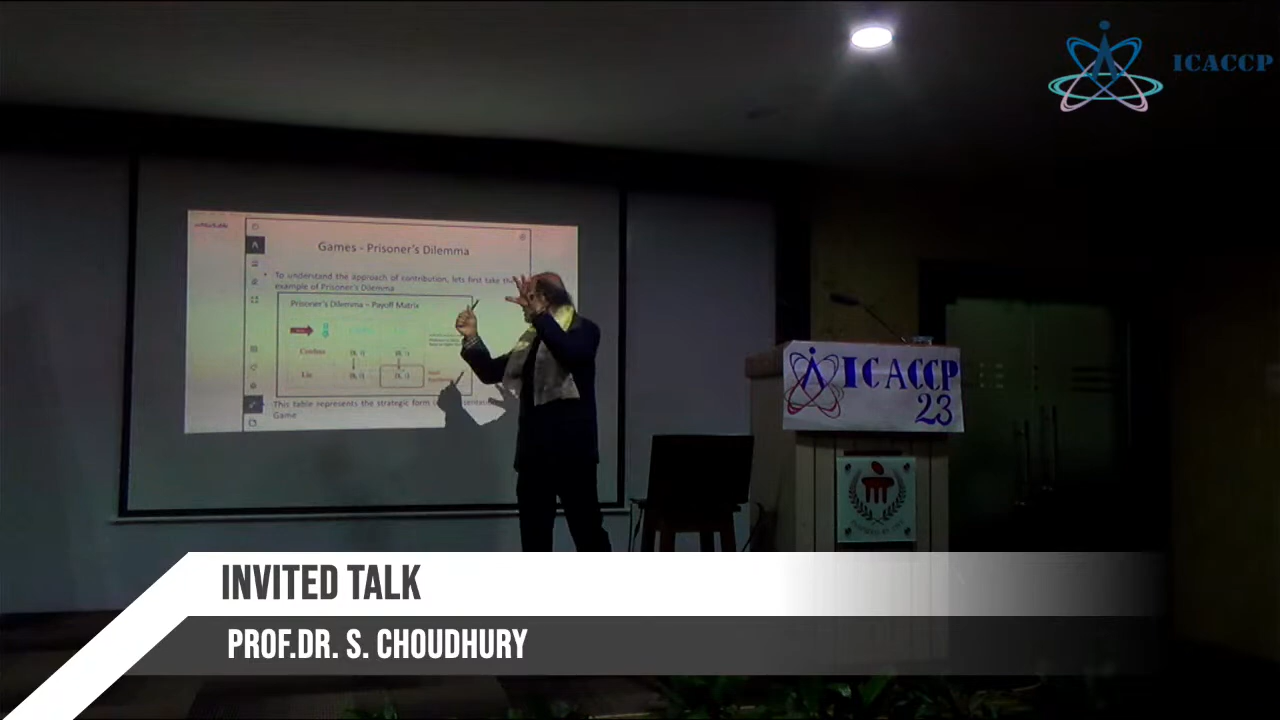 ICACCP
Games - Prisoner's Dilemma
• To understand the approach of contribution, lets first take
example of Prisoner's Dilemma
Prisoner's Dilemma – Payoff Matrix
Confess
Lie
This table represents the strategic form
Game
ICACCP
23
INVITED TALK
PROF.DR. S. CHOUDHURY